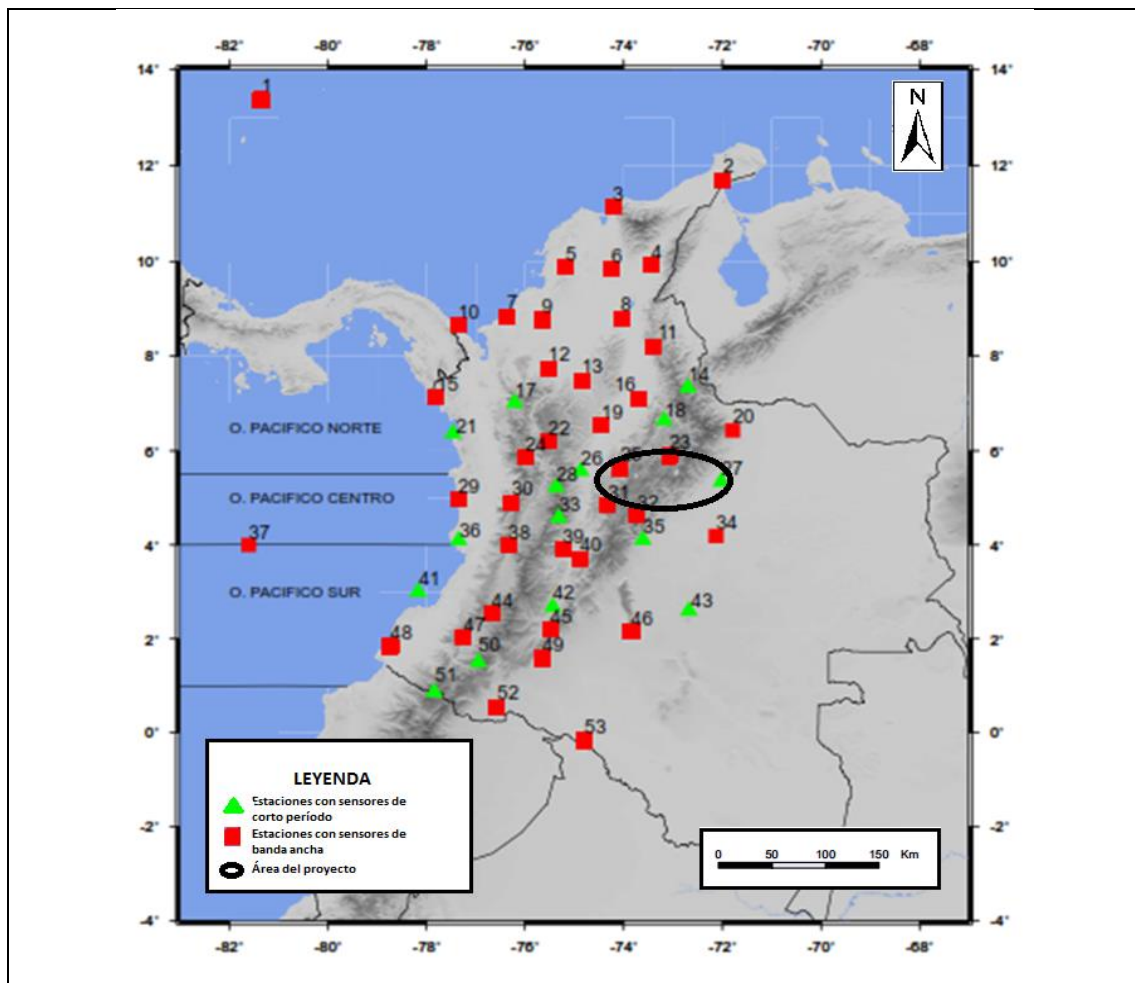 -82° -80° -78° -76° -74° -72° -70° -68°
14° 14°
1
N
12° 12°
2
3
10° 10°
5 6 4
10 7 9 8
11
8° 8°
12 13 14
15 17 16 18
19 20
21 22 23
O. PACIFICO NORTE
6° 6°
24 26 25 27
28
O. PACIFICO CENTRO
29 30 31 32
33
37 36 38 39 40 35 34
4° 4°
41 42 43
O. PACIFICO SUR
44 45 46
2° 2°
48 47 50 49
51 52
0° 0°
53
LEYENDA
Estaciones con sensores de
corto período
Estaciones con sensores de
banda ancha
Área del proyecto
-2° -2°
0 50 100 150 Km
-4° -4°
-82° -80° -78° -76° -74° -72° -70° -68°